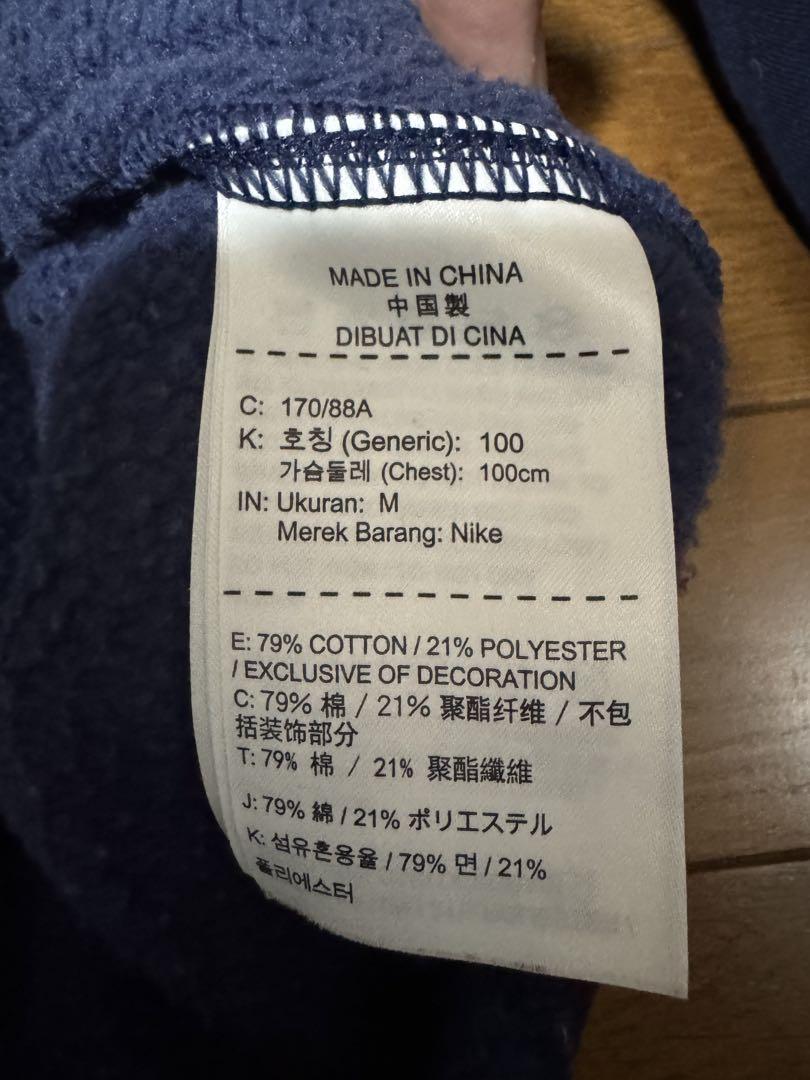 MADE IN CHINA
中国製
DIBUAT DI CINA
C: 170/88A
K: 호칭 (Generic): 100
가슴둘레 (Chest): 100cm
IN: Ukuran: M
Merek Barang: Nike
E: 79% COTTON / 21% POLYESTER
/ EXCLUSIVE OF DECORATION
C: 79% 棉 / 21% 聚酯纤维 / 不包
括装饰部分
T: 79% 棉 / 21% 聚酯纖維
J: 79% 綿 / 21% ポリエステル
K: 섬유혼용율 / 79% 면 / 21%
폴리에스터